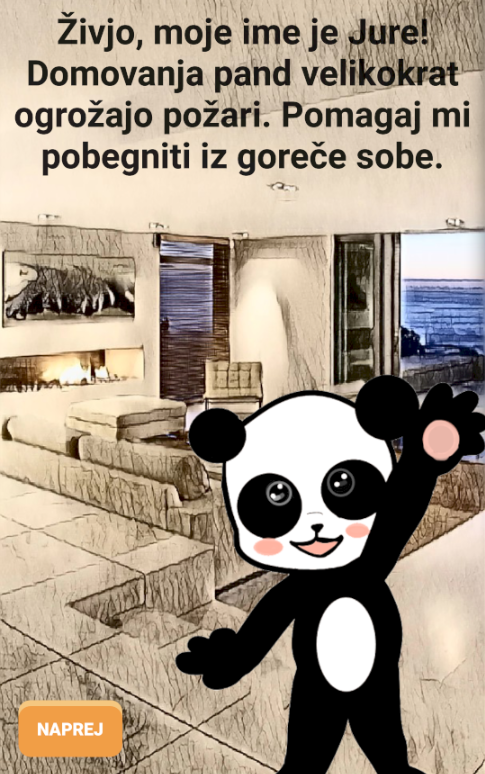 Živjo, moje ime je Jure!
Domovanja pand velikokrat
ogrožajo požari. Pomagaj mi
pobegniti iz goreče sobe.
NAPREJ